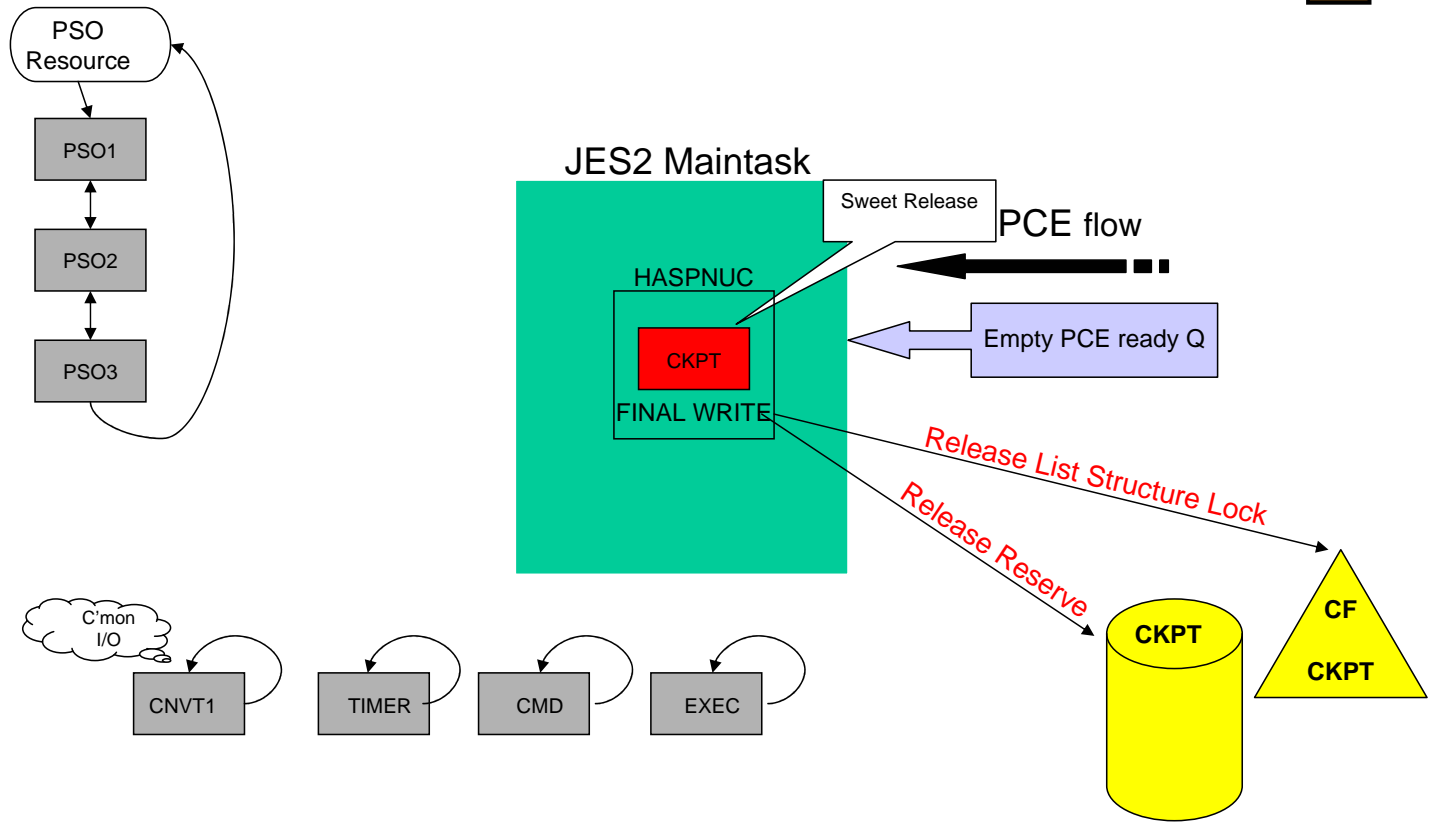 PSO
Resource
PSO1
PSO2
PSO3
JES2 Maintask
Sweet Release
PCE flow
HASPNUC
CKPT
FINAL WRITE
Empty PCE ready Q
Release List Structure Lock
Release Reserve
CKPT
CF
CKPT
C’mon
I/O
CNVT1
TIMER
CMD
EXEC